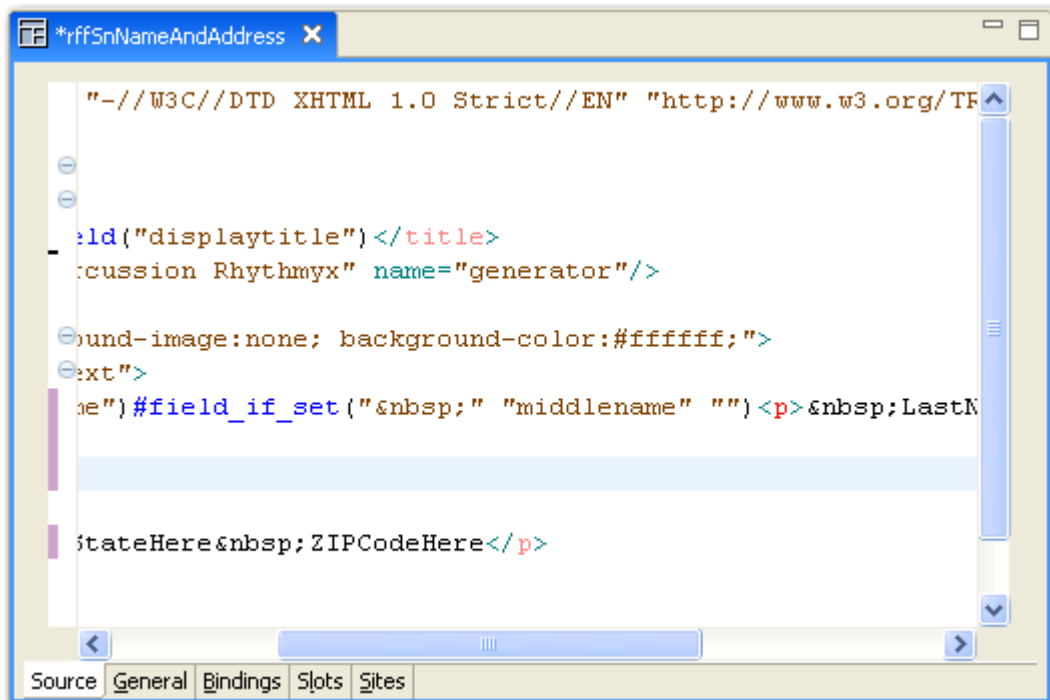 *rffSnNameAndAddress
"-//W3C//DTD XHTML 1.0 Strict//EN" "http://www.w3.org/TR
eld("displaytitle")</title>
rcussion Rhythmyx" name="generator"/>
ound-image:none; background-color:#ffffff;">
ext">
me")#field_if_set("&nbsp;" "middlename" "")<p>&nbsp;LastN
StateHere&nbsp;ZIPCodeHere</p>
Source General Bindings Slots Sites